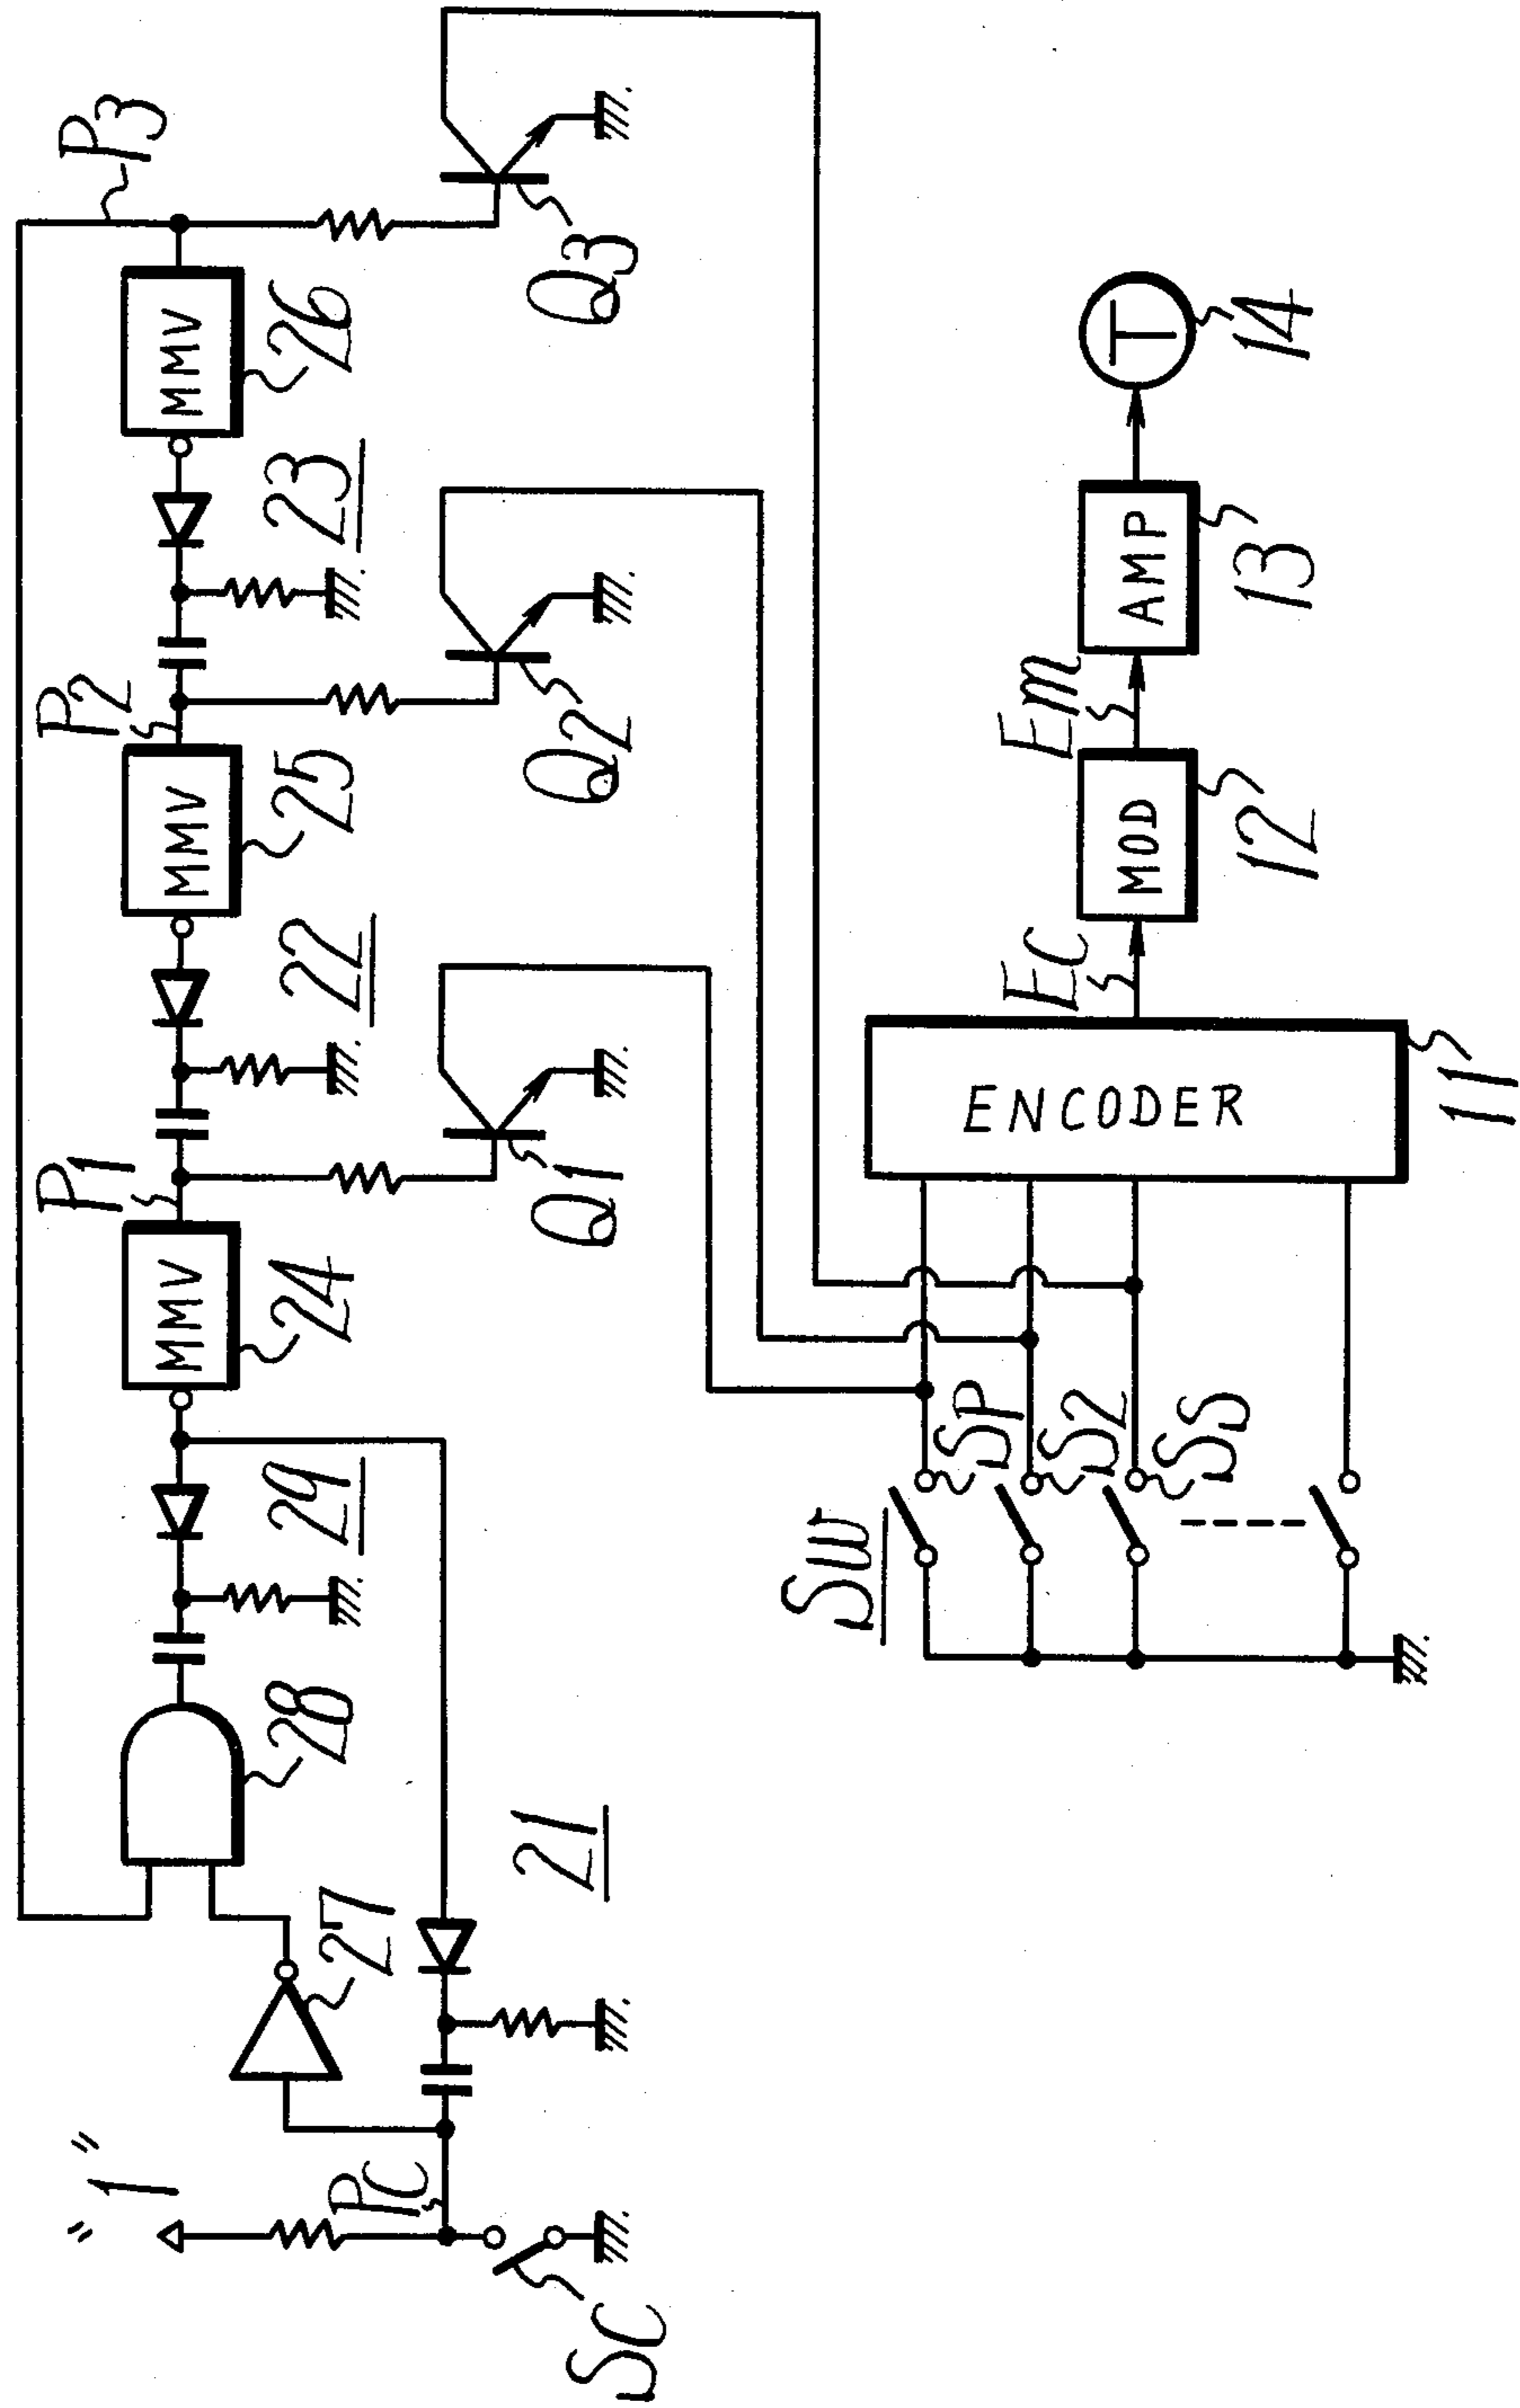 "1"
PC
SC
27
21
28
29
MMV
24
P1
Q1
22
MMV
25
P2
Q2
23
MMV
26
P3
Q3
SW
SP
S2
SS
ENCODER
11
EC
MOD
12
Em
AMP
13
T
14